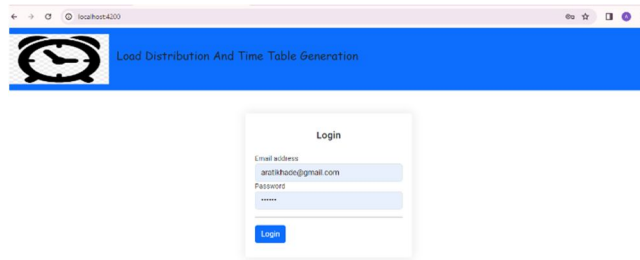 localhost:4200
Load Distribution And Time Table Generation
Login
Email address
aratikhade@gmail.com
Password
••••••
Login